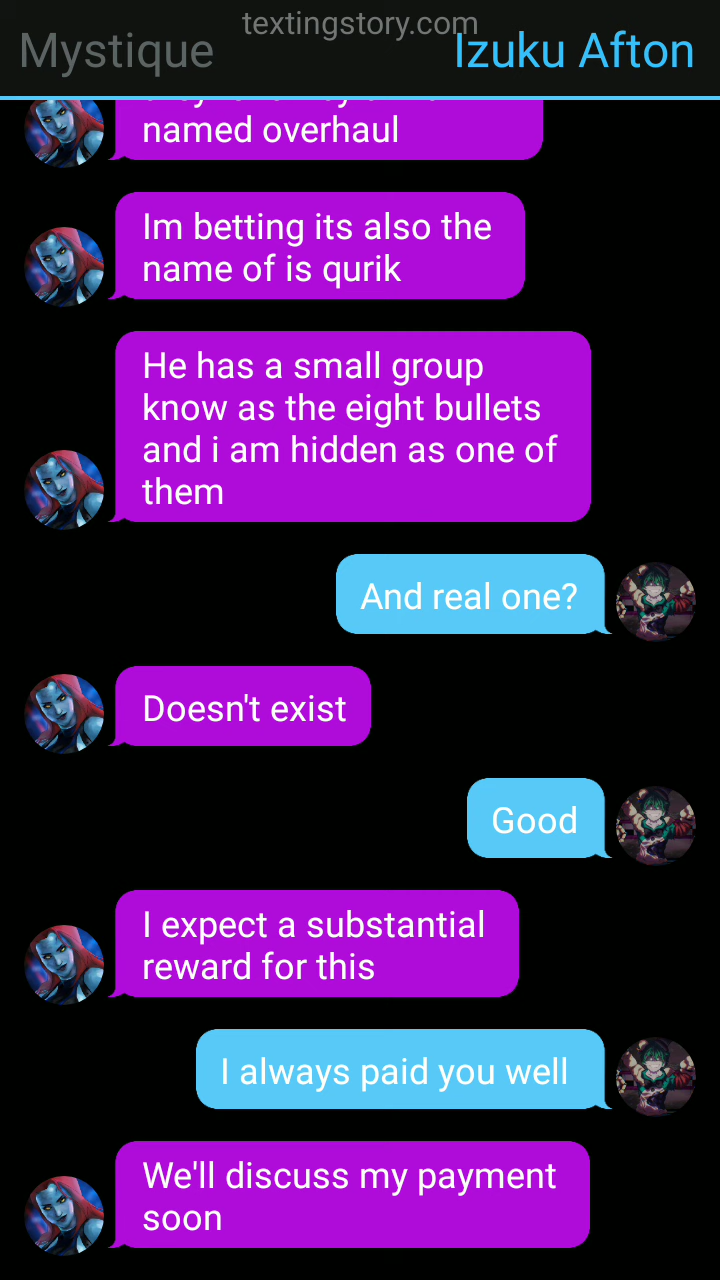 textingstory.com
Mystique
Izuku Afton
named overhaul
Im betting its also the
name of is qurik
He has a small group
know as the eight bullets
and i am hidden as one of
them
And real one?
Doesn't exist
Good
I expect a substantial
reward for this
I always paid you well
We'll discuss my payment
soon